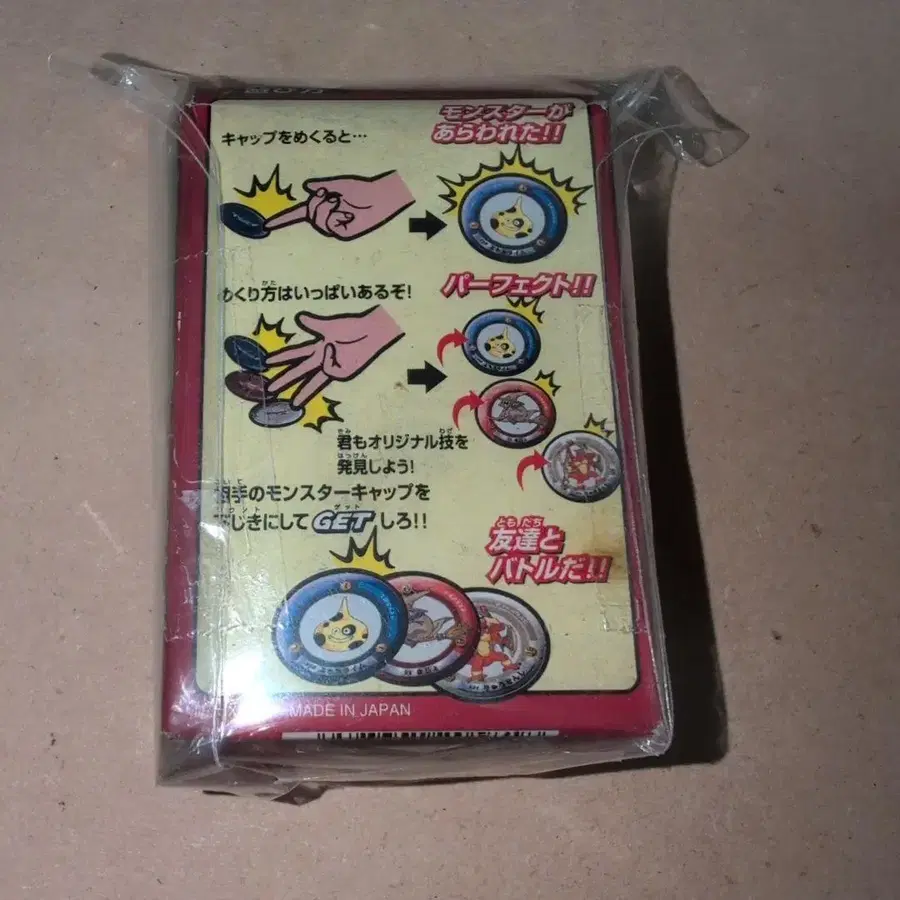 キャップをめくると…
モンスターが
あらわれた!!
めくり方はいっぱいあるぞ!
パーフェクト!!
君もオリジナル技を
発見しよう!
相手のモンスターキャップを
じきにしてGETしろ!!
友達と
バトルだ!!
MADE IN JAPAN